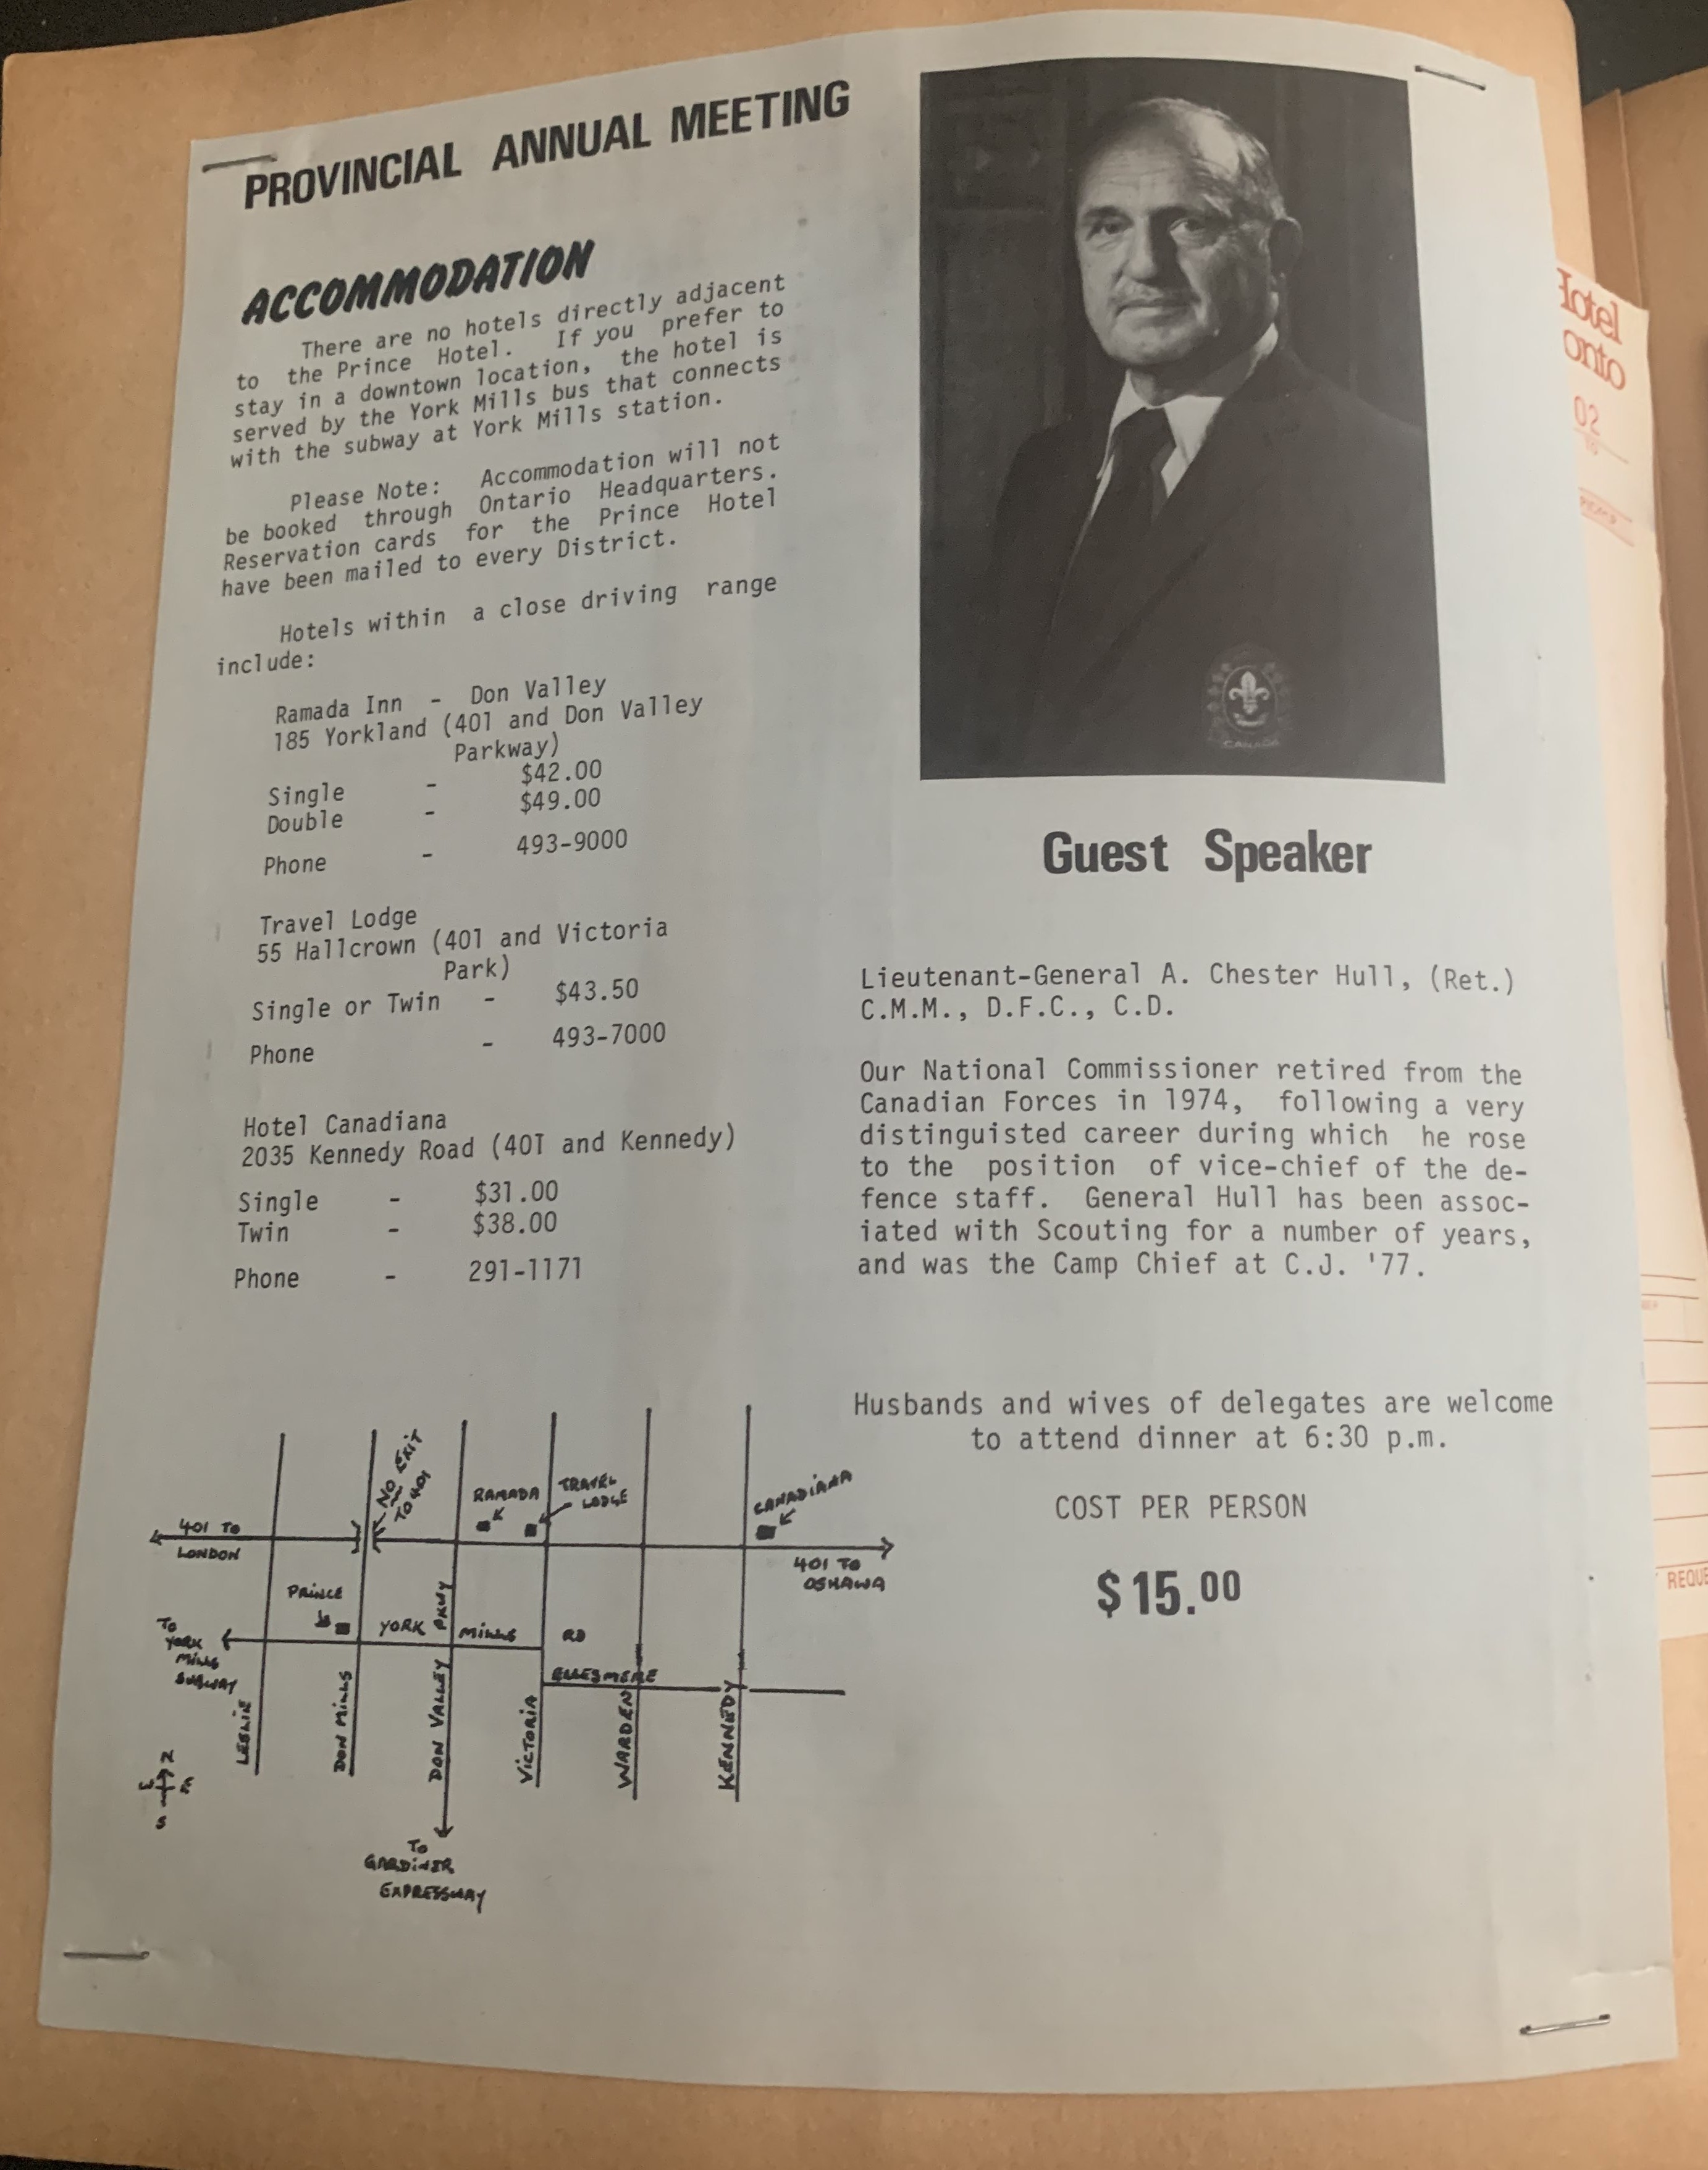 PROVINCIAL ANNUAL MEETING
ACCOMMODATION
There are no hotels directly adjacent
to the Prince Hotel. If you prefer to
stay in a downtown location, the hotel is
served by the York Mills bus that connects
with the subway at York Mills station.
Please Note: Accommodation will not
be booked through Ontario Headquarters.
Reservation cards for the Prince Hotel
have been mailed to every District.
Hotels within a close driving range
include:
Ramada Inn - Don Valley
185 Yorkland (401 and Don Valley
Parkway)
Single - $42.00
Double - $49.00
Phone - 493-9000
Travel Lodge
55 Hallcrown (401 and Victoria
Park)
Single or Twin - $43.50
Phone - 493-7000
Hotel Canadiana
2035 Kennedy Road (401 and Kennedy)
Single - $31.00
Twin - $38.00
Phone - 291-1171
NO EXIT
TO 401
RAMADA
TRAVEL
LODGE
CANADIANA
401 TO
LONDON
401 TO
OSHAWA
PRINCE
TO
YORK
MILLS
SUBWAY
YORK MILLS RD
ELLESMERE
LESLIE
DON MILLS
DON VALLEY PKWY
VICTORIA
WARDEN
KENNEDY
N
W E
S
TO
GARDINER
EXPRESSWAY
CANADA
Guest Speaker
Lieutenant-General A. Chester Hull, (Ret.)
C.M.M., D.F.C., C.D.
Our National Commissioner retired from the
Canadian Forces in 1974, following a very
distinguisted career during which he rose
to the position of vice-chief of the de-
fence staff. General Hull has been assoc-
iated with Scouting for a number of years,
and was the Camp Chief at C.J. '77.
Husbands and wives of delegates are welcome
to attend dinner at 6:30 p.m.
COST PER PERSON
$15.00
Hotel
onto
02
REQUE